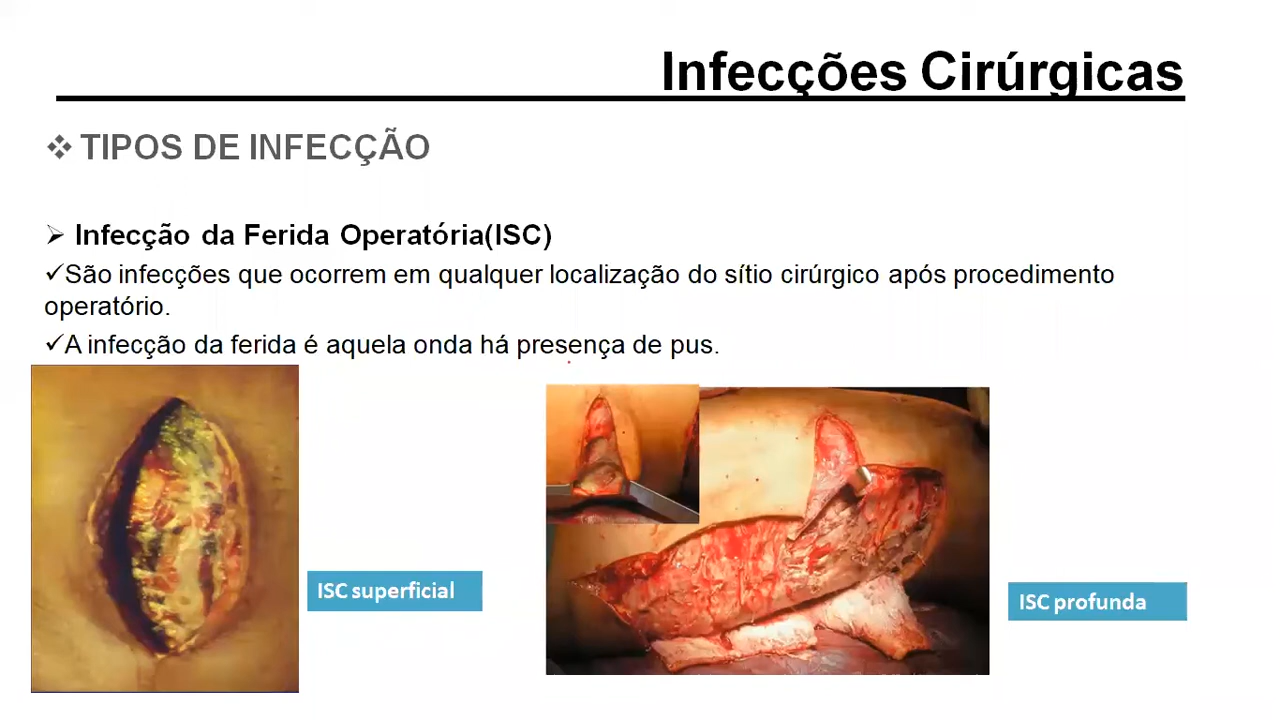 Infecções Cirúrgicas
❖ TIPOS DE INFECÇÃO
➢ Infecção da Ferida Operatória(ISC)
✓São infecções que ocorrem em qualquer localização do sítio cirúrgico após procedimento
operatório.
✓A infecção da ferida é aquela onda há presença de pus.
ISC superficial
ISC profunda